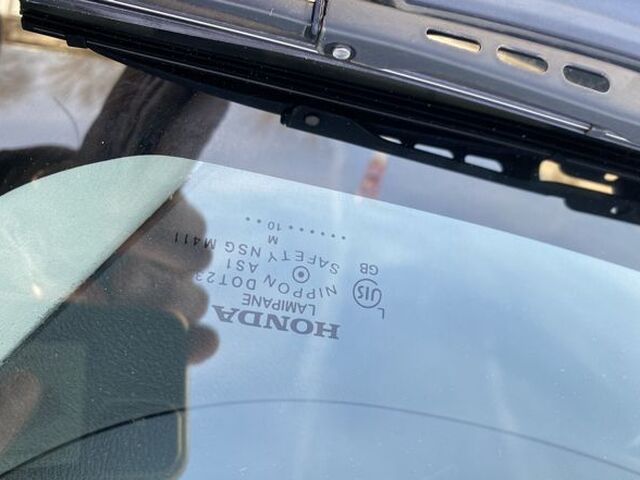 HONDA
LAMIPANE
L
JIS NIPPON DOT23
AS1
GB SAFETY NSG M411
M
• • • • • • 10 • •